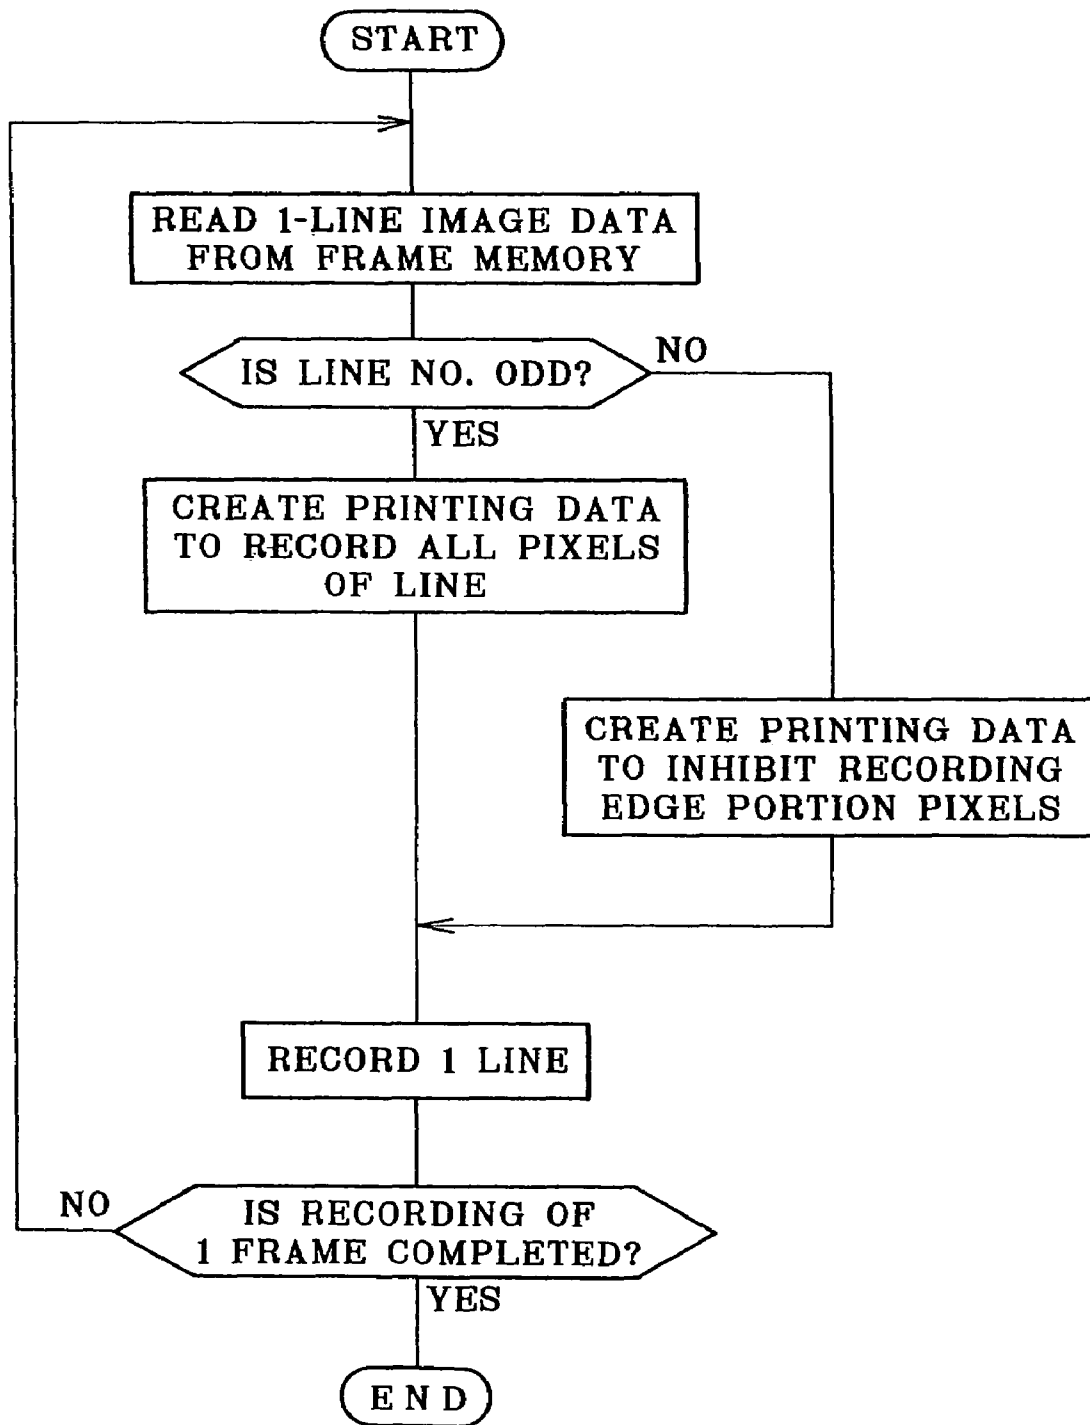 START
READ 1-LINE IMAGE DATA
FROM FRAME MEMORY
IS LINE NO. ODD?
NO
YES
CREATE PRINTING DATA
TO RECORD ALL PIXELS
OF LINE
CREATE PRINTING DATA
TO INHIBIT RECORDING
EDGE PORTION PIXELS
RECORD 1 LINE
NO
IS RECORDING OF
1 FRAME COMPLETED?
YES
END